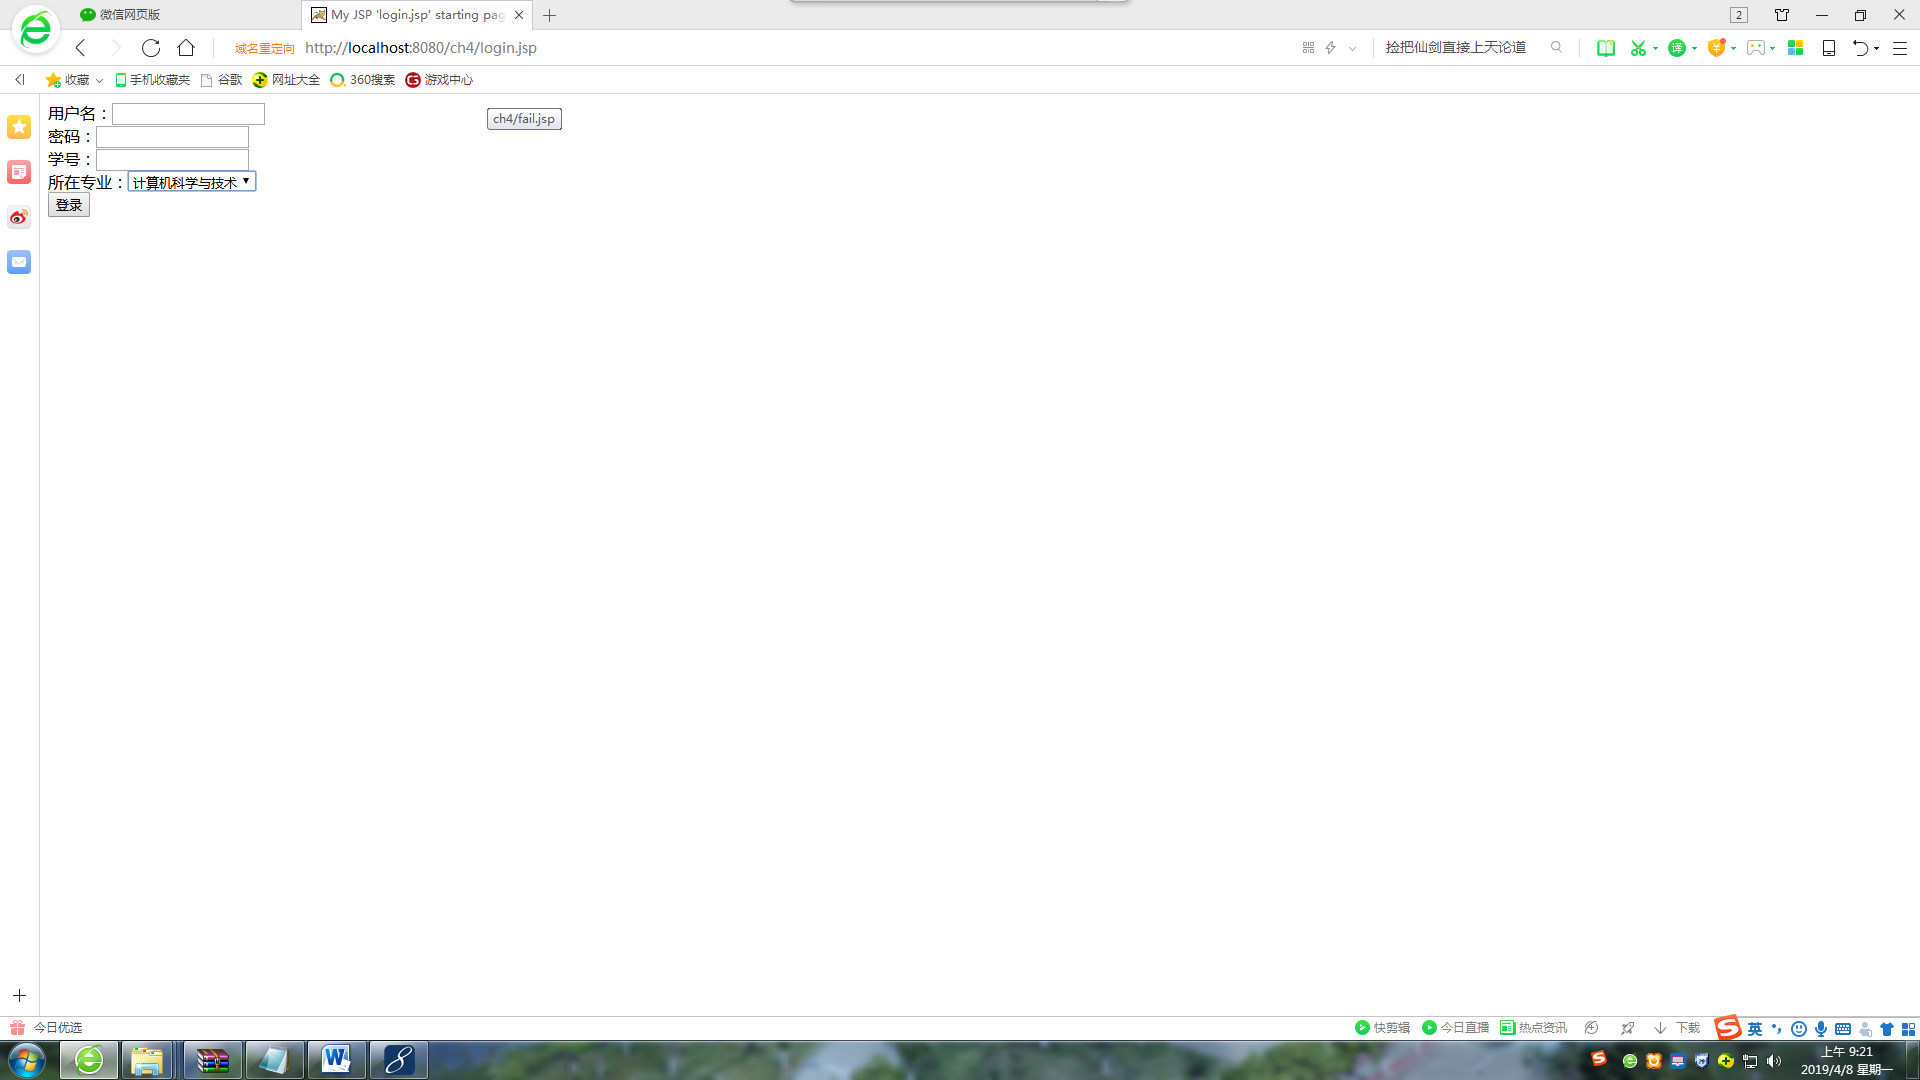 微信网页版
My JSP 'login.jsp' starting pag
2
域名重定向 http://localhost:8080/ch4/login.jsp
捡把仙剑直接上天论道
译
收藏 手机收藏夹 谷歌 网址大全 360搜索 游戏中心
用户名：
ch4/fail.jsp
密码：
学号：
所在专业：计算机科学与技术
登录
今日优选
快剪辑 今日直播 热点资讯 下载
英
上午 9:21
2019/4/8 星期一